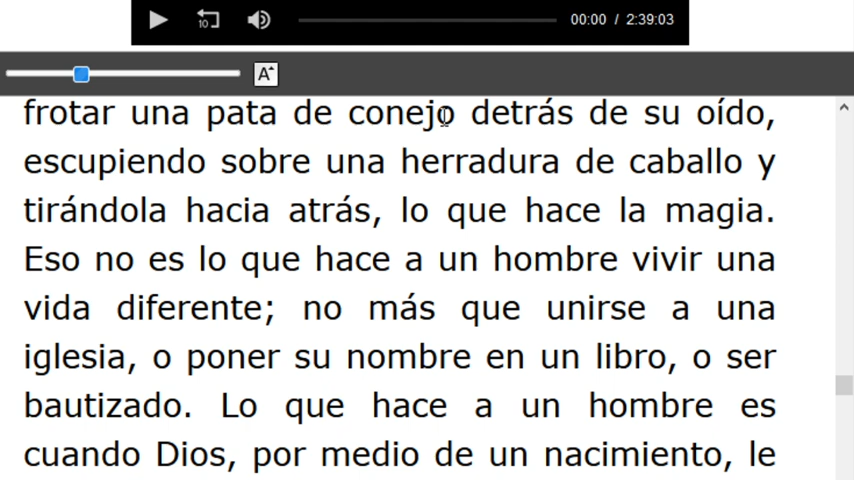 10
00:00 / 2:39:03
A
frotar una pata de conejo detrás de su oído,
escupiendo sobre una herradura de caballo y
tirándola hacia atrás, lo que hace la magia.
Eso no es lo que hace a un hombre vivir una
vida diferente; no más que unirse a una
iglesia, o poner su nombre en un libro, o ser
bautizado. Lo que hace a un hombre es
cuando Dios, por medio de un nacimiento, le